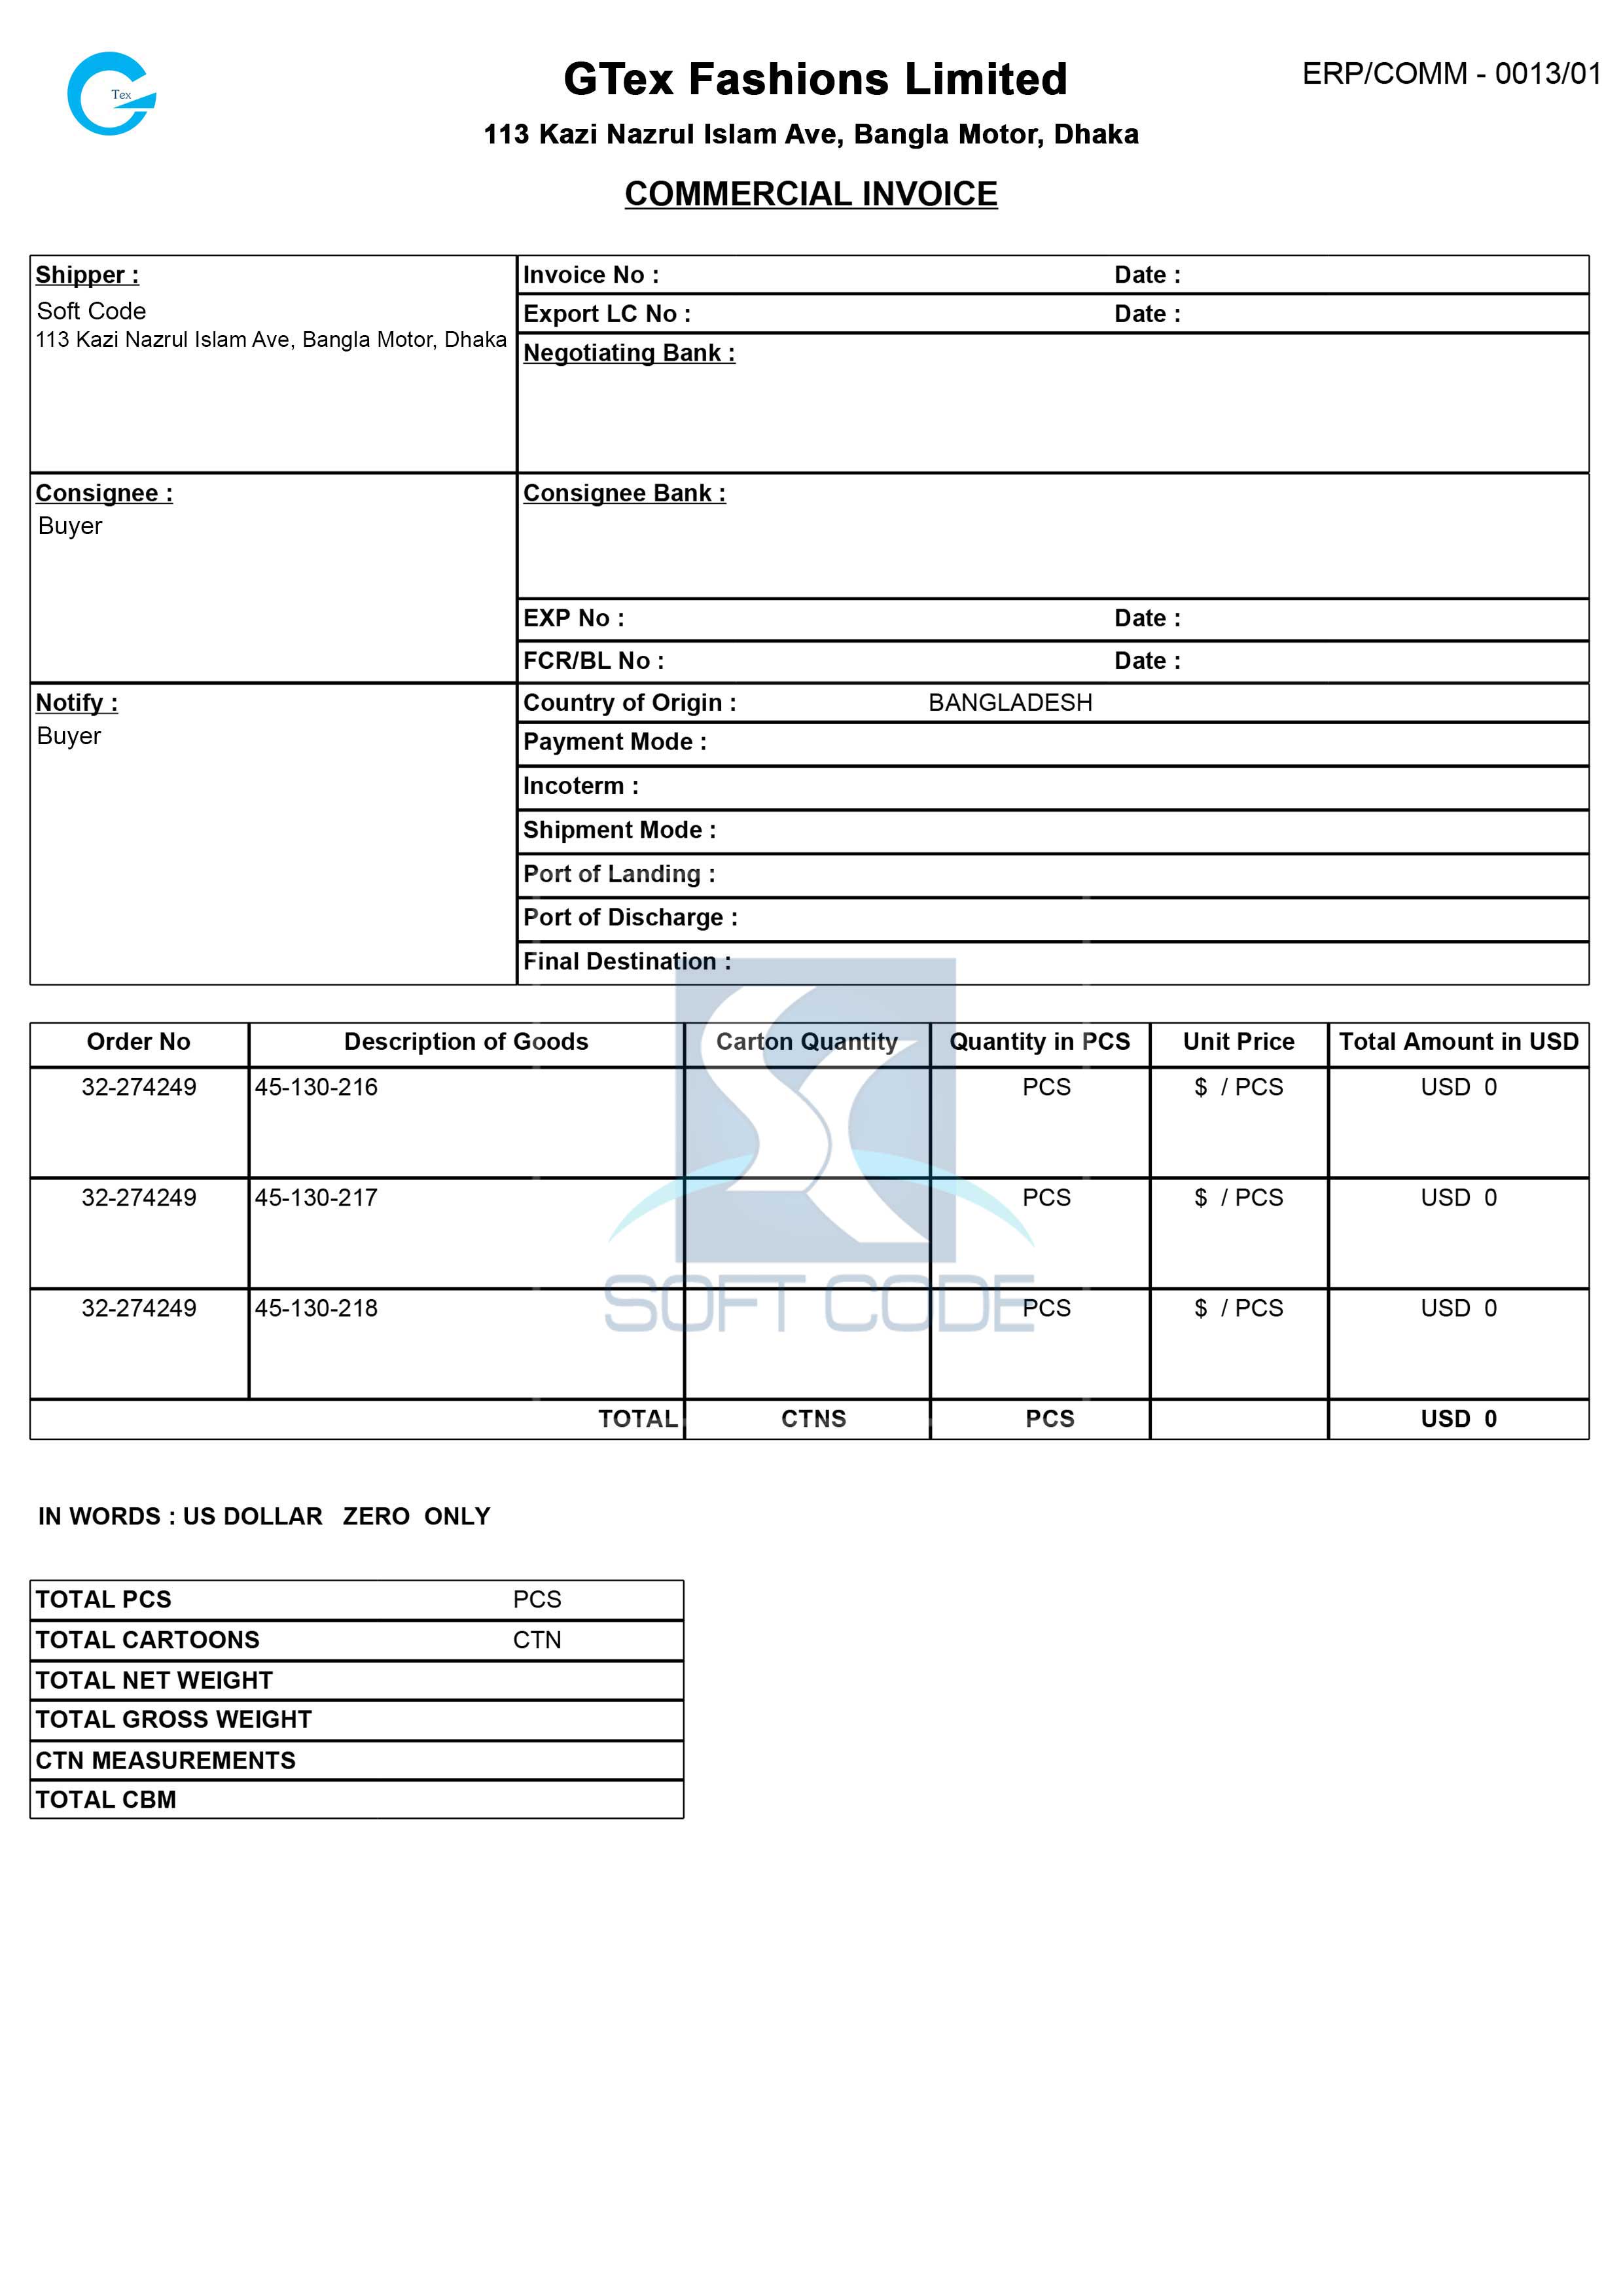 Tex
GTex Fashions Limited
ERP/COMM - 0013/01
113 Kazi Nazrul Islam Ave, Bangla Motor, Dhaka
COMMERCIAL INVOICE
Shipper :
Soft Code
113 Kazi Nazrul Islam Ave, Bangla Motor, Dhaka
Invoice No : Date :
Export LC No : Date :
Negotiating Bank :
Consignee :
Buyer
Consignee Bank :
EXP No : Date :
FCR/BL No : Date :
Notify :
Buyer
Country of Origin : BANGLADESH
Payment Mode :
Incoterm :
Shipment Mode :
Port of Landing :
Port of Discharge :
Final Destination :
Order No Description of Goods Carton Quantity Quantity in PCS Unit Price Total Amount in USD
32-274249 45-130-216 PCS $ / PCS USD 0
32-274249 45-130-217 PCS $ / PCS USD 0
32-274249 45-130-218 PCS $ / PCS USD 0
SOFT CODE
TOTAL CTNS PCS USD 0
IN WORDS : US DOLLAR ZERO ONLY
TOTAL PCS PCS
TOTAL CARTOONS CTN
TOTAL NET WEIGHT
TOTAL GROSS WEIGHT
CTN MEASUREMENTS
TOTAL CBM